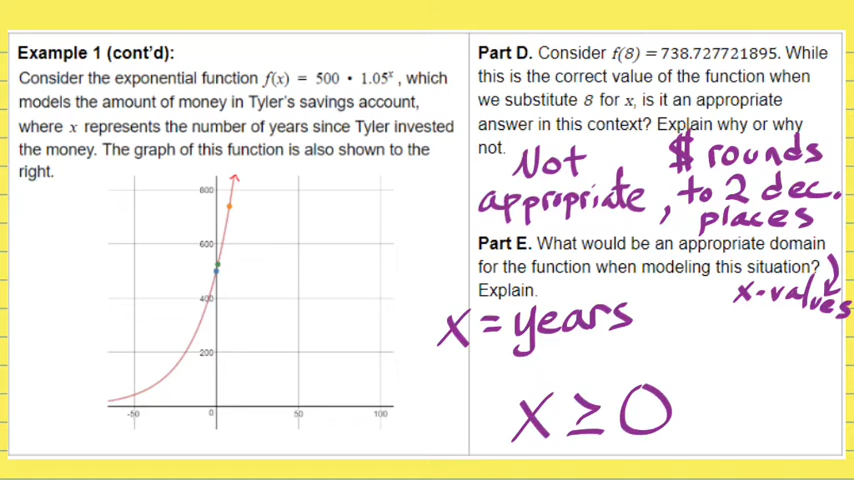 Example 1 (cont'd):
Consider the exponential function f(x) = 500 • 1.05ˣ, which
models the amount of money in Tyler's savings account,
where x represents the number of years since Tyler invested
the money. The graph of this function is also shown to the
right.
800
600
400
200
-50
0
50
100
Part D. Consider f(8) = 738.727721895. While
this is the correct value of the function when
we substitute 8 for x, is it an appropriate
answer in this context? Explain why or why
not.
Not
appropriate,
$ rounds
to 2 dec.
places
Part E. What would be an appropriate domain
for the function when modeling this situation?
Explain.
x-values
x = years
x ≥ 0